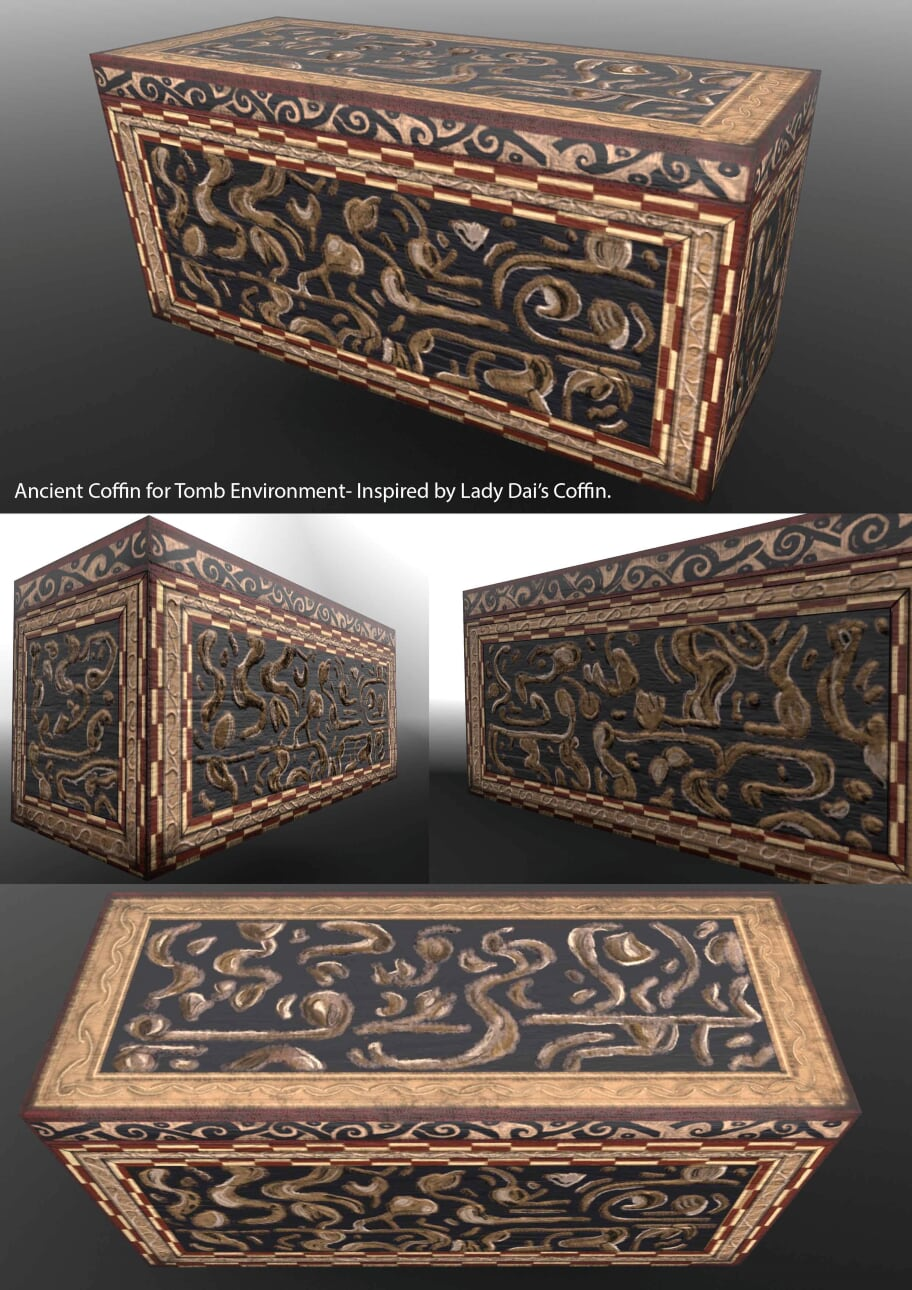 Ancient Coffin for Tomb Environment- Inspired by Lady Dai's Coffin.